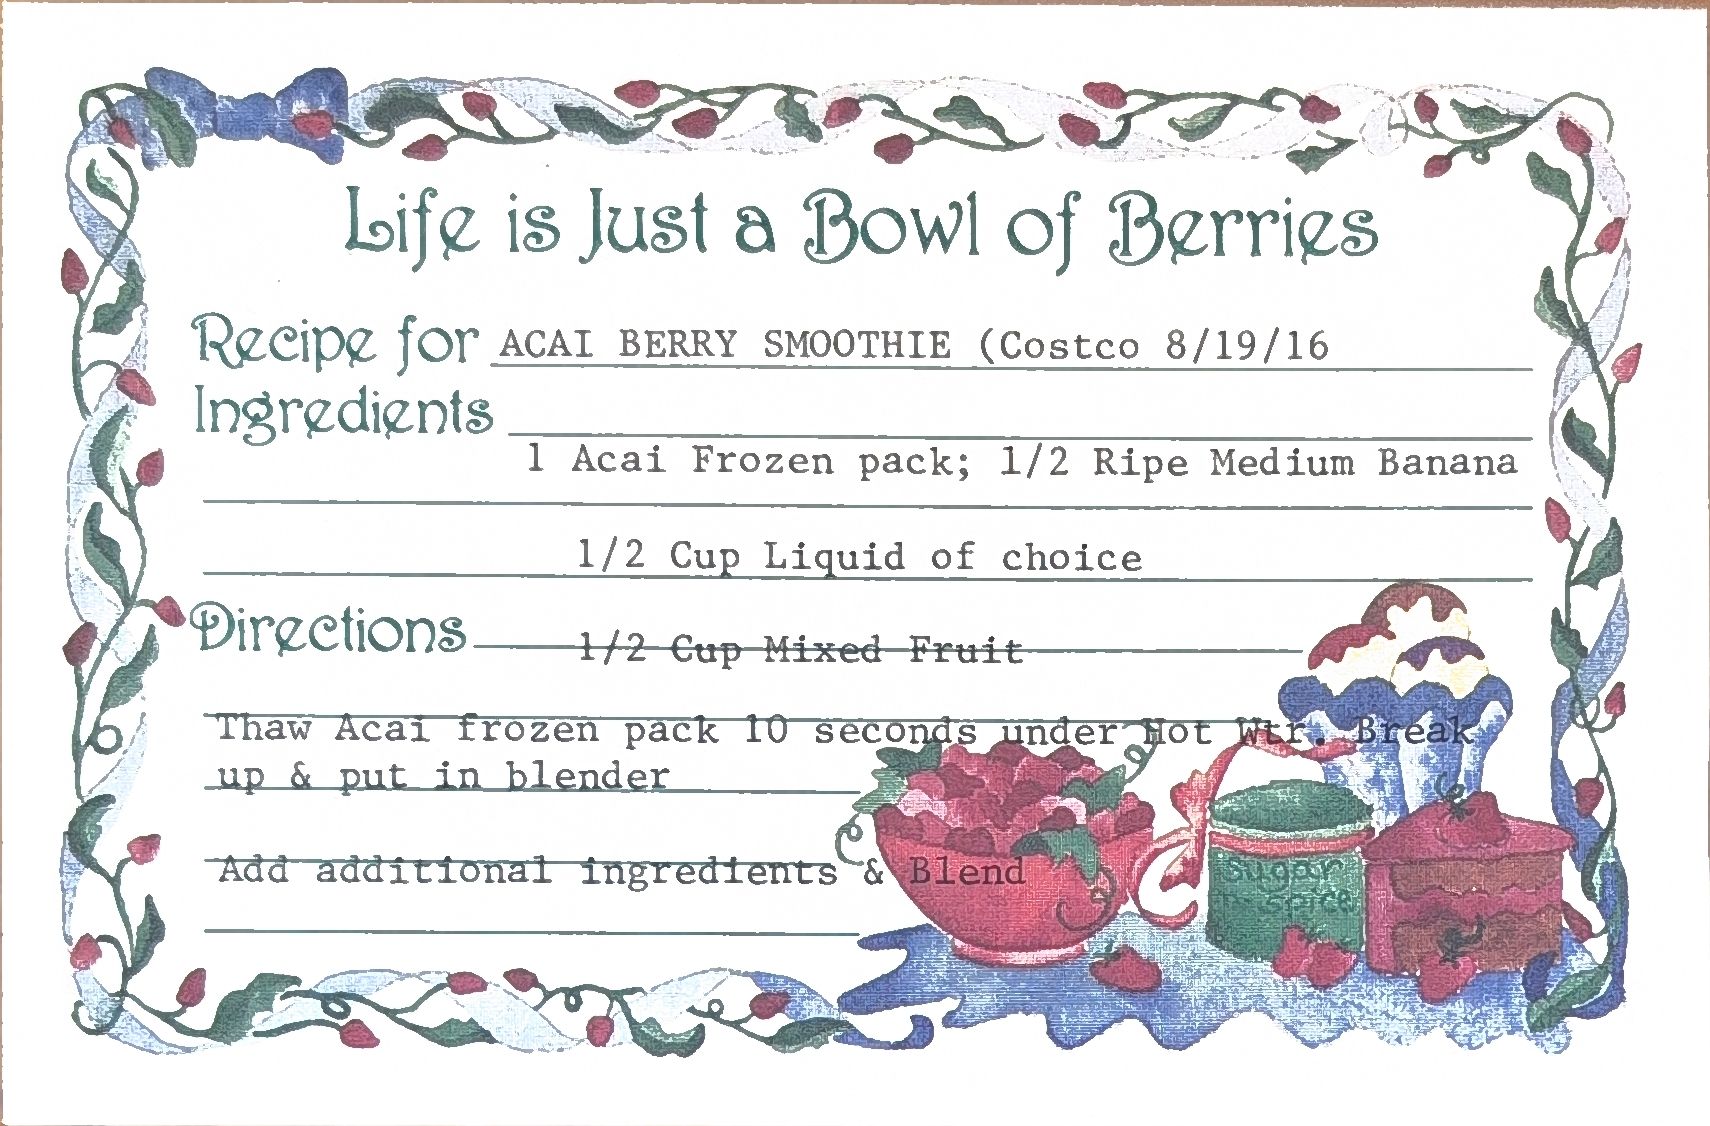 Life is Just a Bowl of Berries
Recipe for ACAI BERRY SMOOTHIE (Costco 8/19/16
Ingredients
1 Acai Frozen pack; 1/2 Ripe Medium Banana
1/2 Cup Liquid of choice
Directions 1/2 Cup Mixed Fruit
Thaw Acai frozen pack 10 seconds under Hot Wtr. Break
up & put in blender
Add additional ingredients & Blend
Sugar
Spice